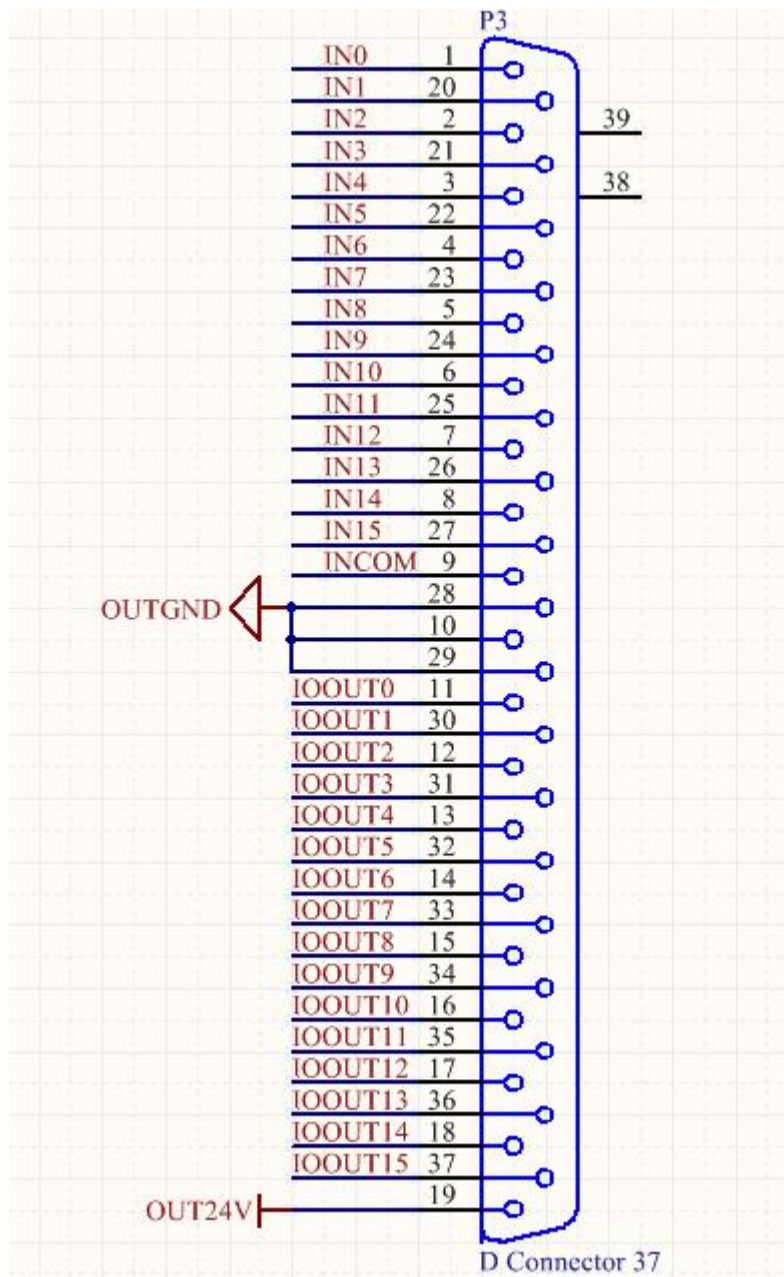 P3
IN0 1
IN1 20
IN2 2 39
IN3 21
IN4 3 38
IN5 22
IN6 4
IN7 23
IN8 5
IN9 24
IN10 6
IN11 25
IN12 7
IN13 26
IN14 8
IN15 27
INCOM 9
OUTGND 28
10
29
IOOUT0 11
IOOUT1 30
IOOUT2 12
IOOUT3 31
IOOUT4 13
IOOUT5 32
IOOUT6 14
IOOUT7 33
IOOUT8 15
IOOUT9 34
IOOUT10 16
IOOUT11 35
IOOUT12 17
IOOUT13 36
IOOUT14 18
IOOUT15 37
OUT24V 19
D Connector 37